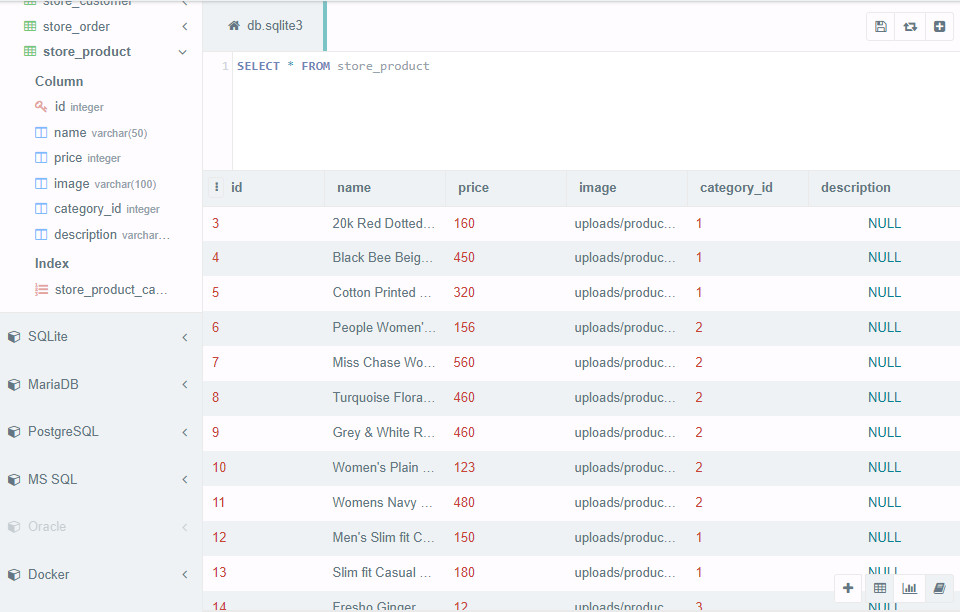 store_customer
store_order
store_product
Column
id integer
name varchar(50)
price integer
image varchar(100)
category_id integer
description varchar...
Index
store_product_ca...
SQLite
MariaDB
PostgreSQL
MS SQL
Oracle
Docker
db.sqlite3
1 SELECT * FROM store_product
id name price image category_id description
3 20k Red Dotted... 160 uploads/produc... 1 NULL
4 Black Bee Beig... 450 uploads/produc... 1 NULL
5 Cotton Printed ... 320 uploads/produc... 1 NULL
6 People Women'... 156 uploads/produc... 2 NULL
7 Miss Chase Wo... 560 uploads/produc... 2 NULL
8 Turquoise Flora... 460 uploads/produc... 2 NULL
9 Grey & White R... 460 uploads/produc... 2 NULL
10 Women's Plain ... 123 uploads/produc... 2 NULL
11 Womens Navy ... 480 uploads/produc... 2 NULL
12 Men's Slim fit C... 150 uploads/produc... 1 NULL
13 Slim fit Casual ... 180 uploads/produc... 1 NULL
14 Fresho Ginger 12 uploads/produc... 3 NULL